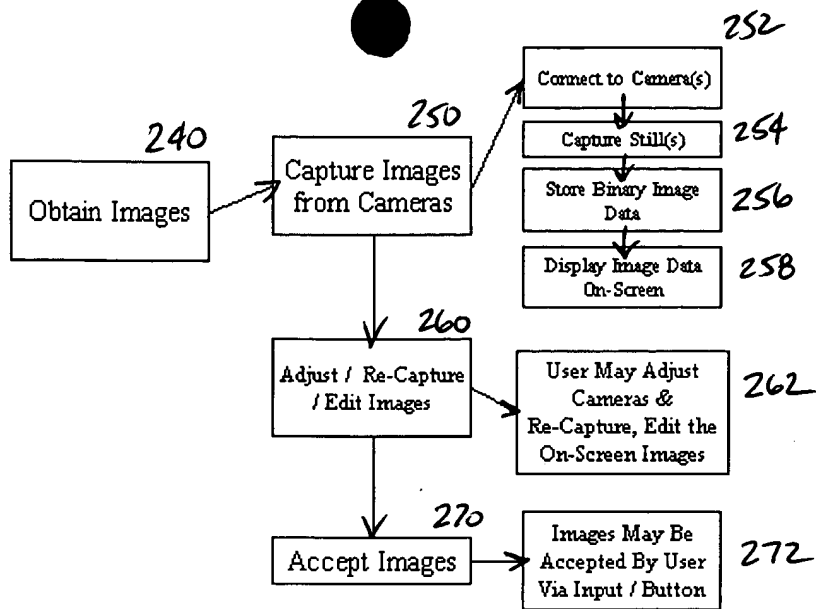 240
Obtain Images
250
Capture Images
from Cameras
252
Connect to Camera(s)
254
Capture Still(s)
256
Store Binary Image
Data
258
Display Image Data
On-Screen
260
Adjust / Re-Capture
/ Edit Images
262
User May Adjust
Cameras &
Re-Capture, Edit the
On-Screen Images
270
Accept Images
272
Images May Be
Accepted By User
Via Input / Button